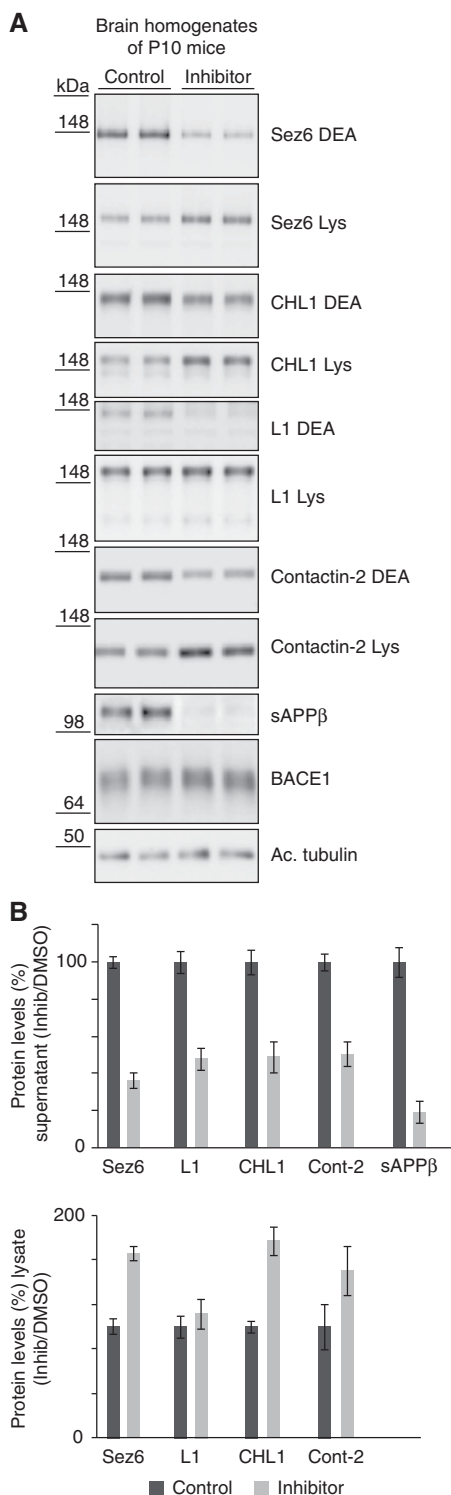 A
Brain homogenates
of P10 mice
kDa
Control Inhibitor
148
Sez6 DEA
148
Sez6 Lys
148
CHL1 DEA
148
CHL1 Lys
148
L1 DEA
148
L1 Lys
148
Contactin-2 DEA
148
Contactin-2 Lys
98
sAPPβ
BACE1
64
50
Ac. tubulin
B
Protein levels (%)
supernatant (Inhib/DMSO)
100
0
Sez6 L1 CHL1 Cont-2 sAPPβ
Protein levels (%) lysate
(Inhib/DMSO)
200
0
Sez6 L1 CHL1 Cont-2
Control Inhibitor